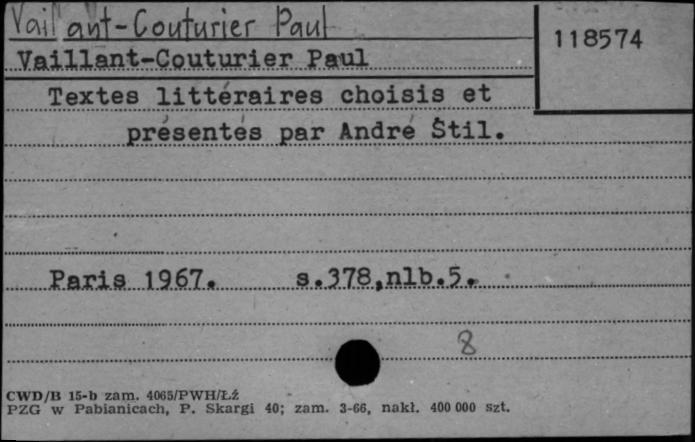 Vaillant-Couturier Paul
118574
Vaillant-Couturier Paul
Textes littéraires choisis et
présentés par André Štil.
Paris 1967. s.378,nlb.5.
8
CWD/B 15-b zam. 4065/PWH/Łź
PZG w Pabianicach, P. Skargi 40; zam. 3-66, nakł. 400 000 szt.